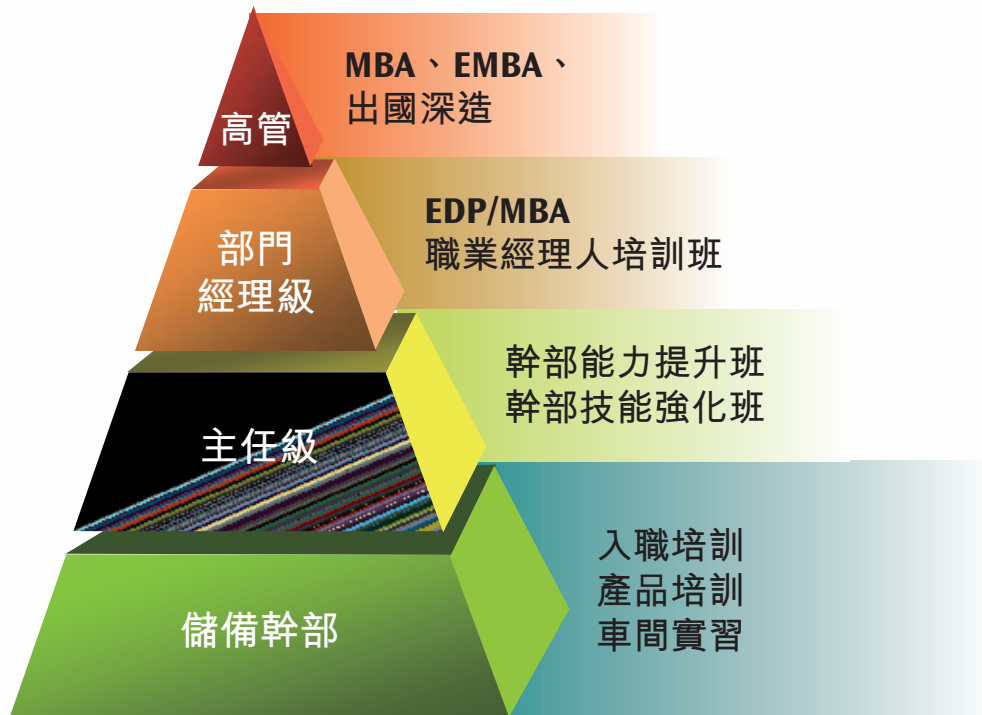 高管
MBA、EMBA、
出國深造
部門
經理級
EDP/MBA
職業經理人培訓班
主任級
幹部能力提升班
幹部技能強化班
儲備幹部
入職培訓
產品培訓
車間實習